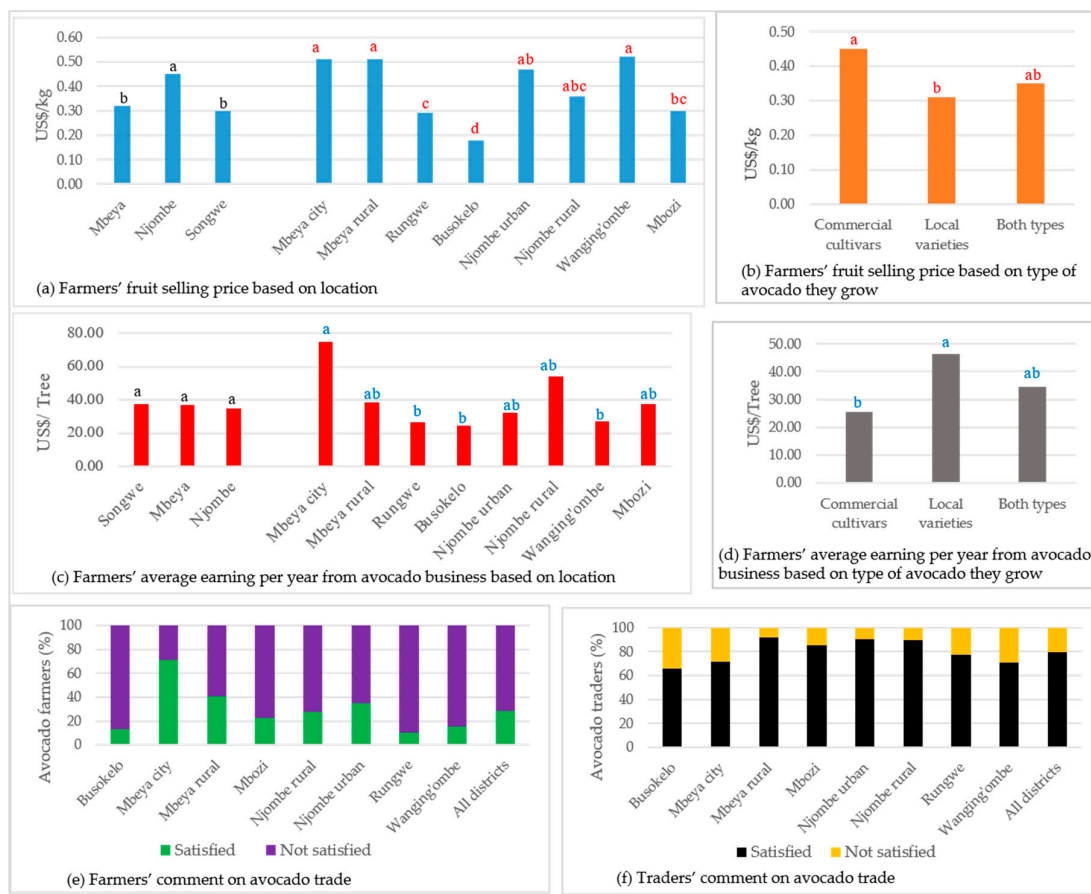 0.60
0.50
0.40
0.30
0.20
0.10
0.00
US$/kg
b
a
b
a
a
c
d
ab
abc
a
bc
Mbeya
Njombe
Songwe
Mbeya city
Mbeya rural
Rungwe
Busokelo
Njombe urban
Njombe rural
Wanging'ombe
Mbozi
(a) Farmers' fruit selling price based on location
0.50
0.40
0.30
0.20
0.10
0.00
US$/kg
a
b
ab
Commercial cultivars
Local varieties
Both types
(b) Farmers' fruit selling price based on type of
avocado they grow
80.00
60.00
40.00
20.00
0.00
US$/ Tree
a
a
a
a
ab
b
b
ab
ab
b
ab
Songwe
Mbeya
Njombe
Mbeya city
Mbeya rural
Rungwe
Busokelo
Njombe urban
Njombe rural
Wanging'ombe
Mbozi
(c) Farmers' average earning per year from avocado business based on location
50.00
40.00
30.00
20.00
10.00
0.00
US$/Tree
b
a
ab
Commercial cultivars
Local varieties
Both types
(d) Farmers' average earning per year from avocado
business based on type of avocado they grow
100
80
60
40
20
0
Avocado farmers (%)
Busokelo
Mbeya city
Mbeya rural
Mbozi
Njombe rural
Njombe urban
Rungwe
Wanging'ombe
All districts
Satisfied
Not satisfied
(e) Farmers' comment on avocado trade
100
80
60
40
20
0
Avocado traders (%)
Busokelo
Mbeya city
Mbeya rural
Mbozi
Njombe urban
Njombe rural
Rungwe
Wanging'ombe
All districts
Satisfied
Not satisfied
(f) Traders' comment on avocado trade